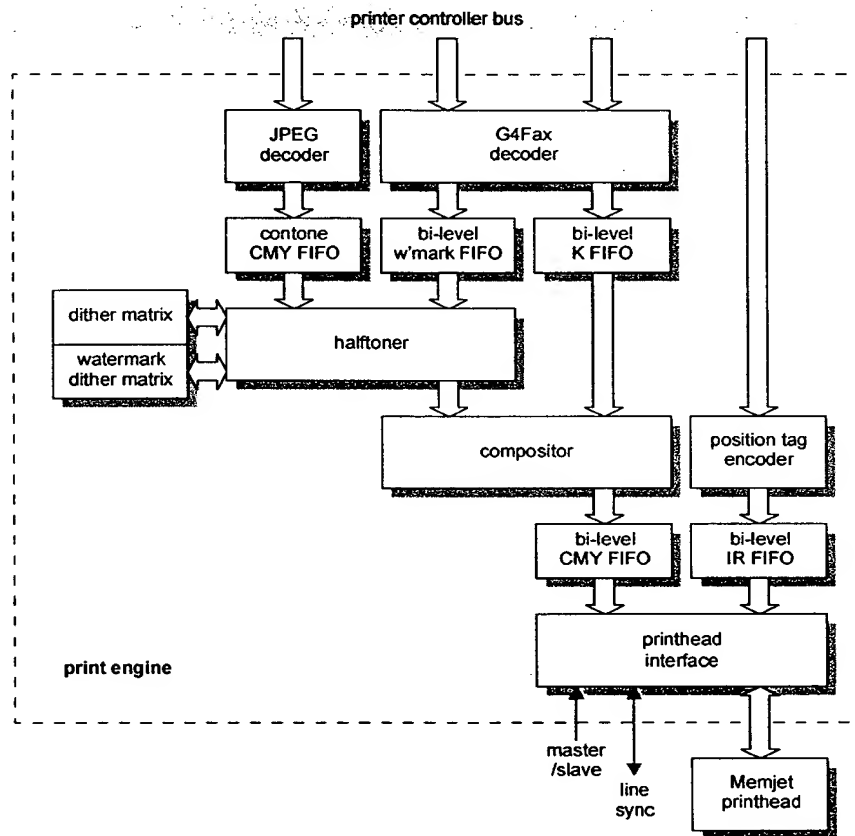 printer controller bus
JPEG
decoder
G4Fax
decoder
contone
CMY FIFO
bi-level
w'mark FIFO
bi-level
K FIFO
dither matrix
watermark
dither matrix
halftoner
compositor
position tag
encoder
bi-level
CMY FIFO
bi-level
IR FIFO
printhead
interface
print engine
master
/slave
line
sync
Memjet
printhead